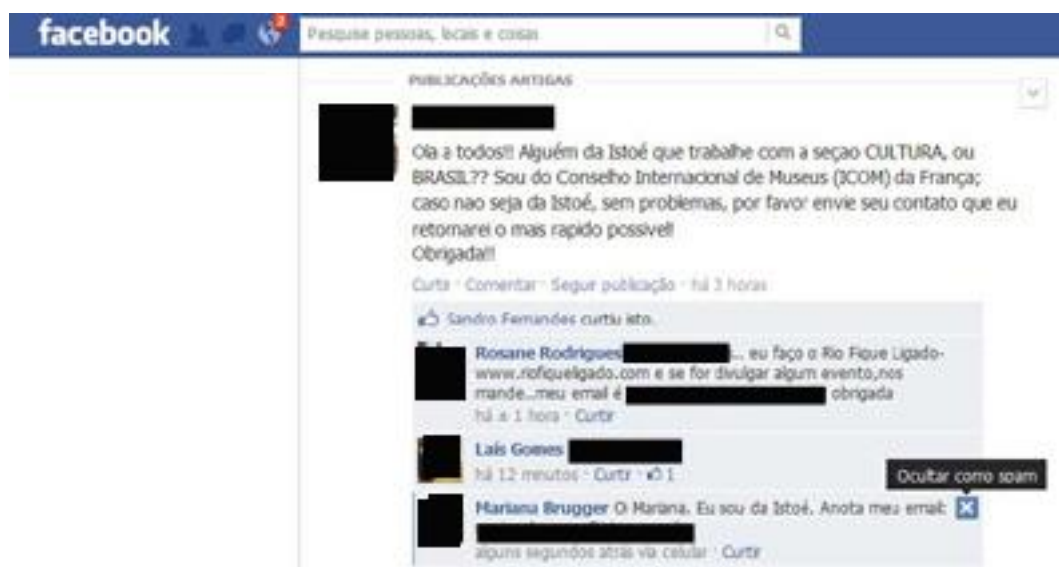 facebook
2
Pesquise pessoas, locais e coisas
PUBLICAÇÕES ANTIGAS
Ola a todos!! Alguém da Istoé que trabalhe com a seçao CULTURA, ou
BRASIL?? Sou do Conselho Internacional de Museus (ICOM) da França;
caso nao seja da Istoé, sem problemas, por favor envie seu contato que eu
retornarei o mais rapido possivel!
Obrigada!!!
Curtir · Comentar · Seguir publicação · há 3 horas
Sandro Fernandes curtiu isto.
Rosane Rodrigues ... eu faço o Rio Fique Ligado-
www.riofiqueligado.com e se for divulgar algum evento,nos
mande...meu email é obrigada
há a 1 hora · Curtir
Laís Gomes
há 12 minutos · Curtir · 1
Ocultar como spam
Mariana Brugger O Mariana. Eu sou da Istoé. Anota meu email:
alguns segundos atrás via celular · Curtir